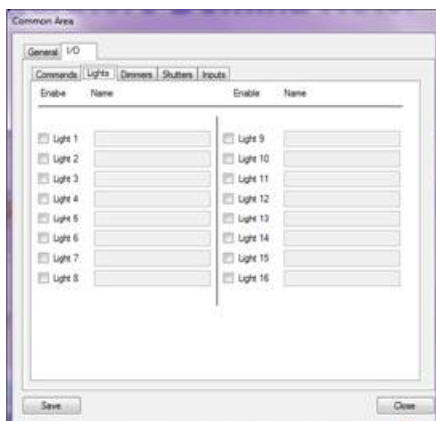 Common Area
General I/O
Commands Lights Dimmers Shutters Inputs
Enabe Name Enable Name
Light 1 Light 9
Light 2 Light 10
Light 3 Light 11
Light 4 Light 12
Light 5 Light 13
Light 6 Light 14
Light 7 Light 15
Light 8 Light 16
Save Close